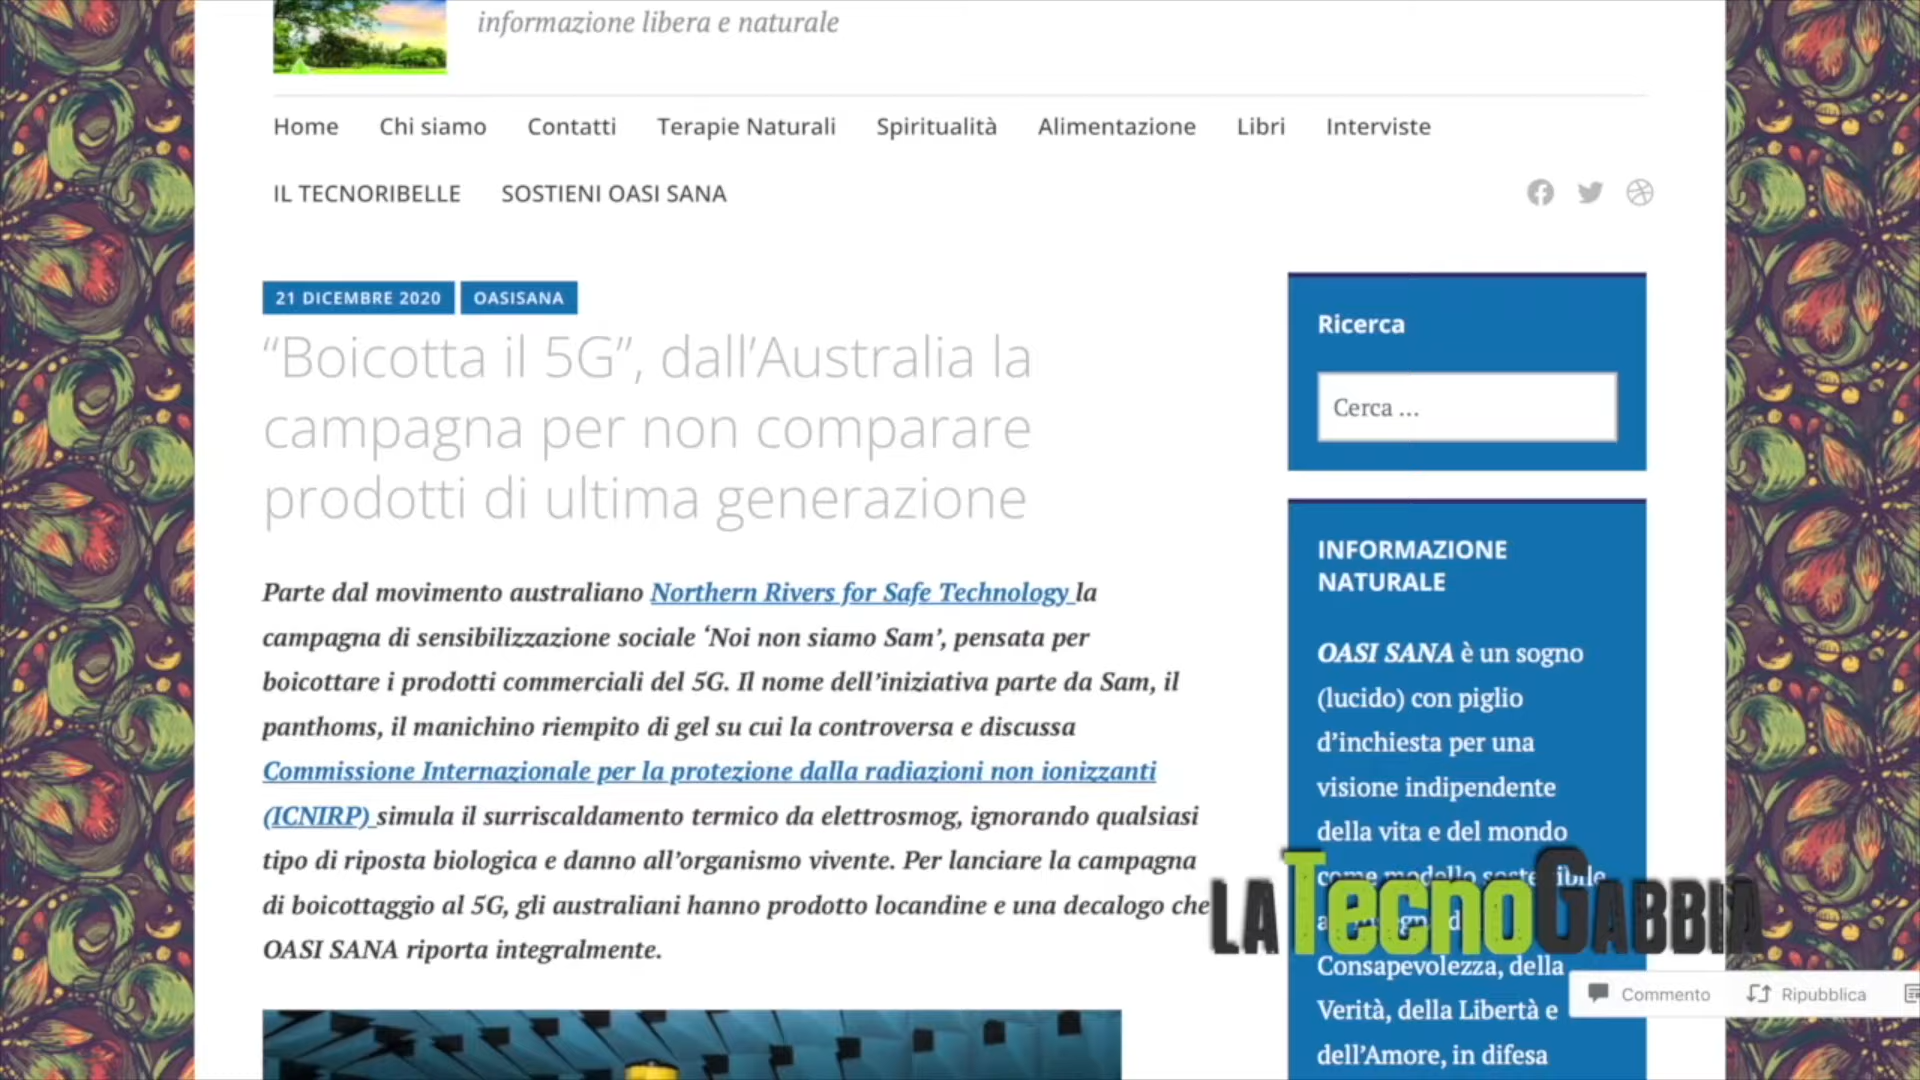 informazione libera e naturale
Home Chi siamo Contatti Terapie Naturali Spiritualità Alimentazione Libri Interviste
IL TECNORIBELLE SOSTIENI OASI SANA
21 DICEMBRE 2020 OASISANA
“Boicotta il 5G”, dall’Australia la
campagna per non comparare
prodotti di ultima generazione
Parte dal movimento australiano Northern Rivers for Safe Technology la
campagna di sensibilizzazione sociale ‘Noi non siamo Sam’, pensata per
boicottare i prodotti commerciali del 5G. Il nome dell’iniziativa parte da Sam, il
panthoms, il manichino riempito di gel su cui la controversa e discussa
Commissione Internazionale per la protezione dalla radiazioni non ionizzanti
(ICNIRP) simula il surriscaldamento termico da elettrosmog, ignorando qualsiasi
tipo di riposta biologica e danno all’organismo vivente. Per lanciare la campagna
di boicottaggio al 5G, gli australiani hanno prodotto locandine e una decalogo che
OASI SANA riporta integralmente.
Ricerca
Cerca ...
INFORMAZIONE
NATURALE
OASI SANA è un sogno
(lucido) con piglio
d’inchiesta per una
visione indipendente
della vita e del mondo
come modello
Consapevolezza, della
Verità, della Libertà e
dell’Amore, in difesa
LATECNOGABBIA
Commento Ripubblica